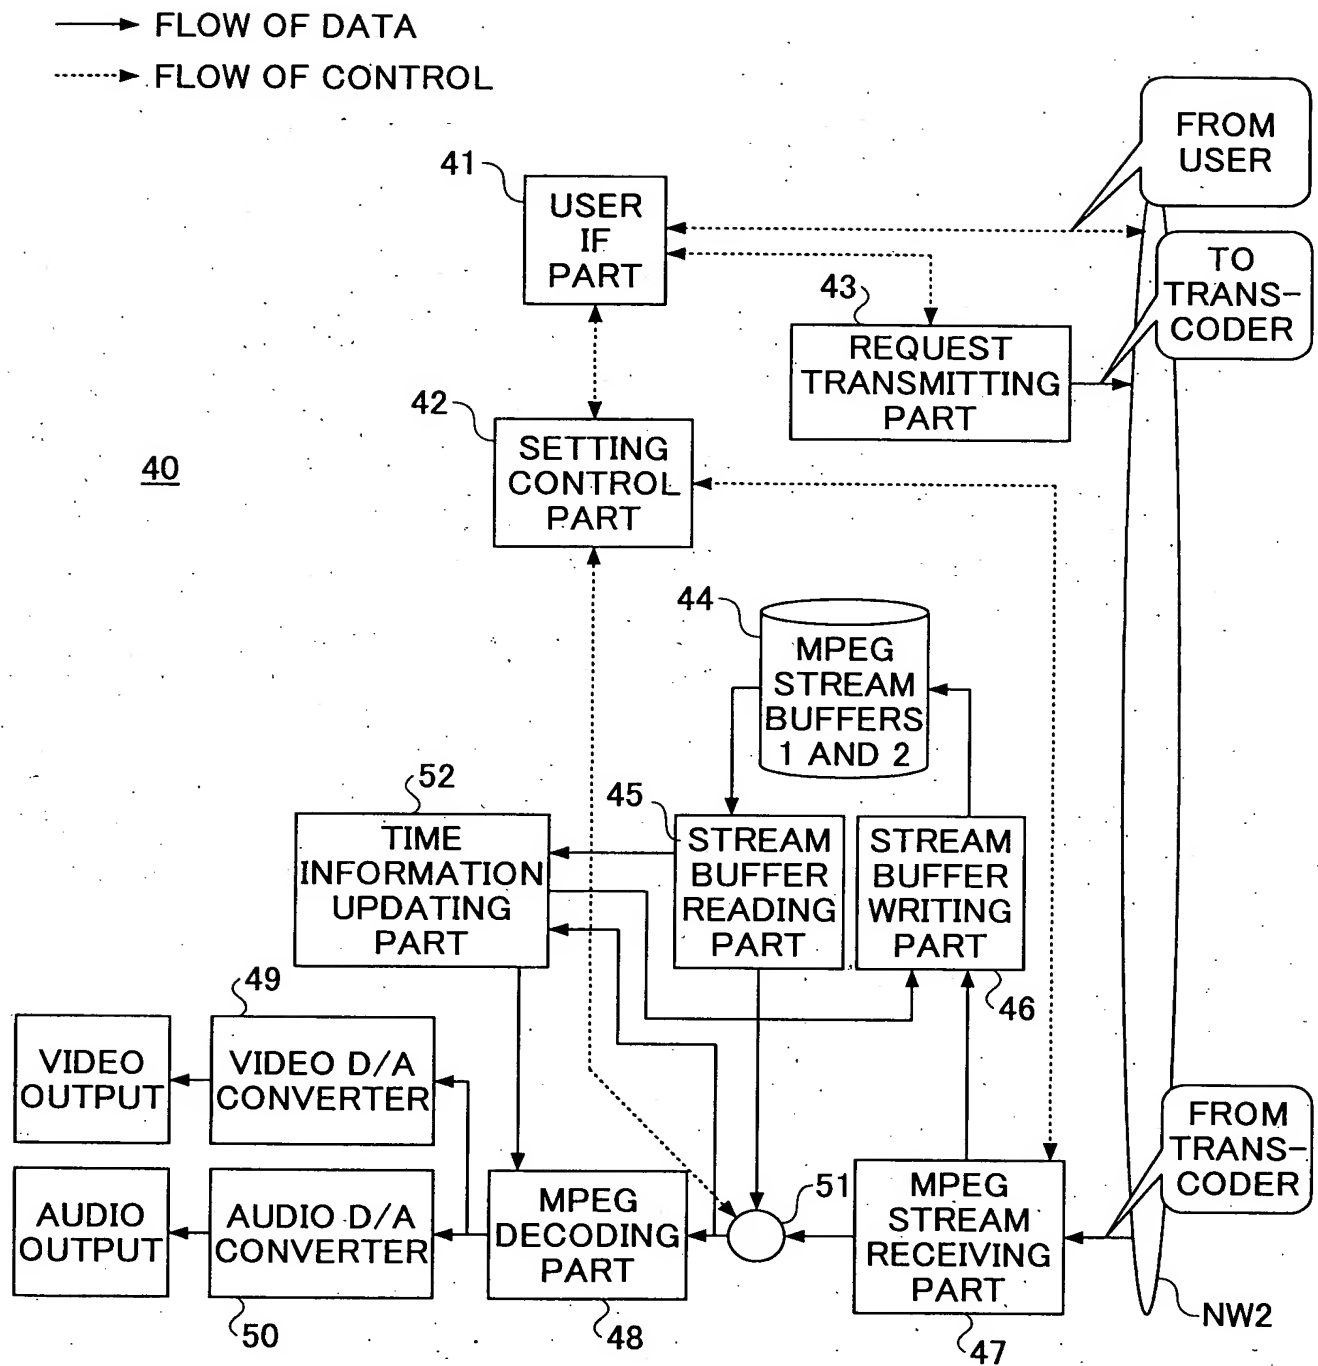 FLOW OF DATA
FLOW OF CONTROL
FROM
USER
41
USER
IF
PART
TO
TRANS-
CODER
43
REQUEST
TRANSMITTING
PART
42
SETTING
CONTROL
PART
40
44
MPEG
STREAM
BUFFERS
1 AND 2
52
TIME
INFORMATION
UPDATING
PART
45
STREAM
BUFFER
READING
PART
STREAM
BUFFER
WRITING
PART
46
49
VIDEO
OUTPUT
VIDEO D/A
CONVERTER
FROM
TRANS-
CODER
AUDIO
OUTPUT
AUDIO D/A
CONVERTER
50
MPEG
DECODING
PART
48
51
MPEG
STREAM
RECEIVING
PART
47
NW2